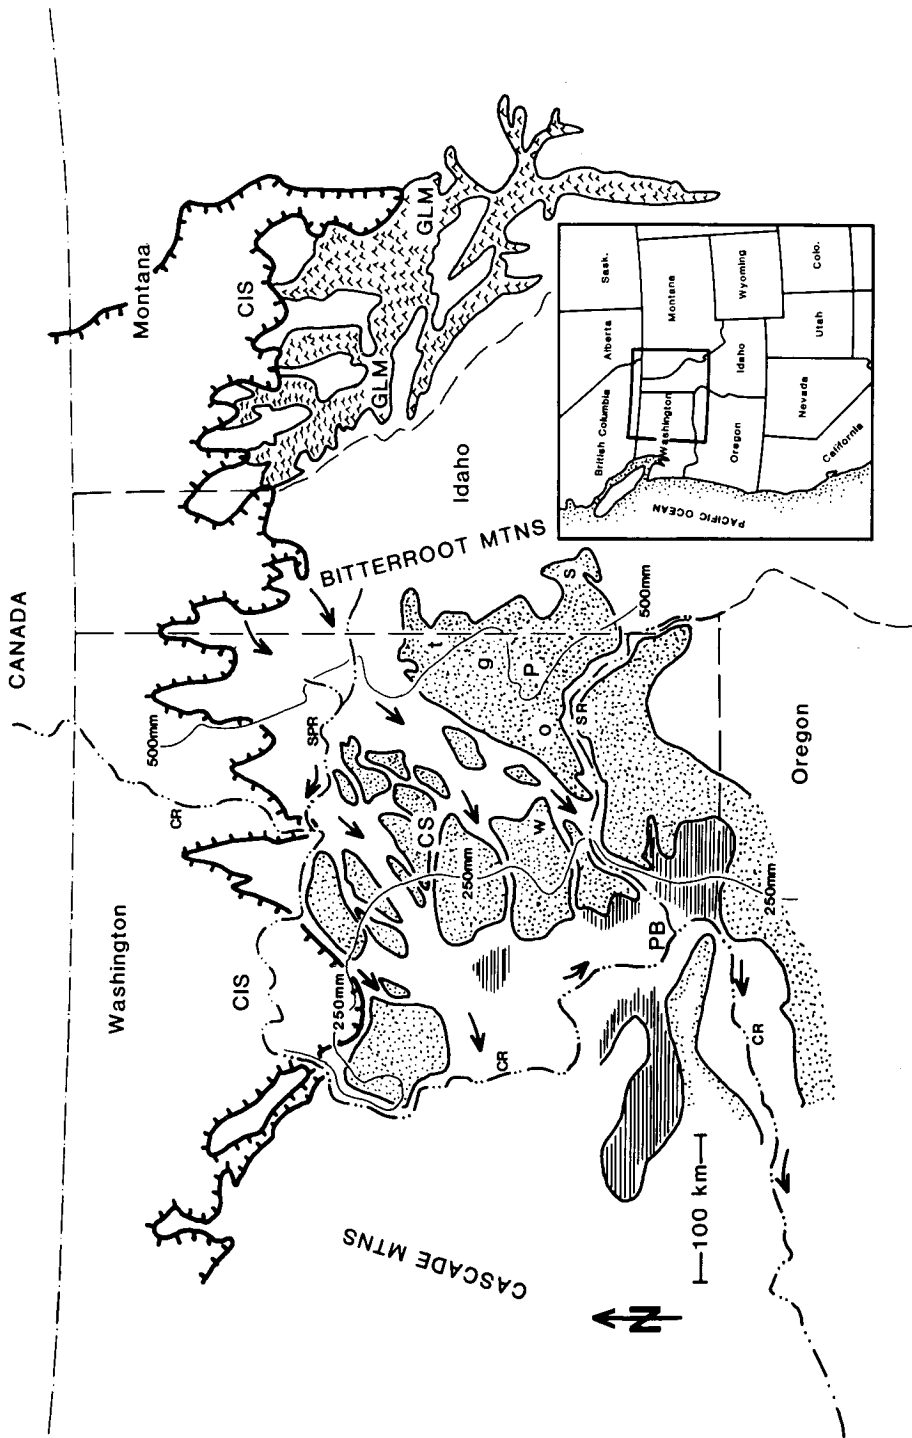 CANADA
Washington
Montana
500mm
CR
CIS
CIS
SPR
GLM
GLM
Idaho
250mm
BITTERROOT MTNS
CASCADE MTNS
t
g
P
S
CS
250mm
o
SR
w
500mm
CR
PB
250mm
CR
Oregon
100 km
N
British Columbia
Alberta
Sask.
Washington
Montana
Oregon
Idaho
Wyoming
Nevada
Utah
Colo.
California
PACIFIC OCEAN